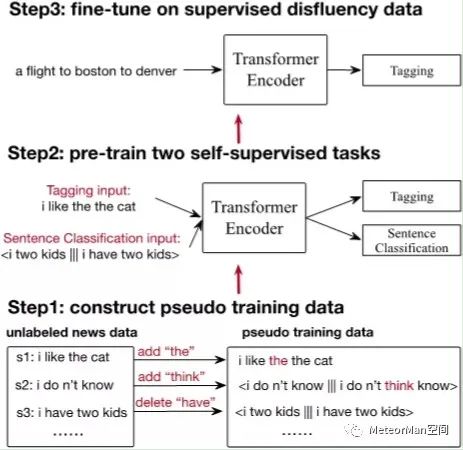 Step3: fine-tune on supervised disfluency data
a flight to boston to denver
Transformer
Encoder
Tagging
Step2: pre-train two self-supervised tasks
Tagging input:
i like the the cat
Sentence Classification input:
<i two kids ||| i have two kids>
Transformer
Encoder
Tagging
Sentence
Classification
Step1: construct pseudo training data
unlabeled news data
pseudo training data
s1: i like the cat
add “the”
i like the the cat
s2: i do n't know
add “think”
<i do n't know ||| i do n't think know>
s3: i have two kids
delete “have”
<i two kids ||| i have two kids>
......
......
MeteorMan空间